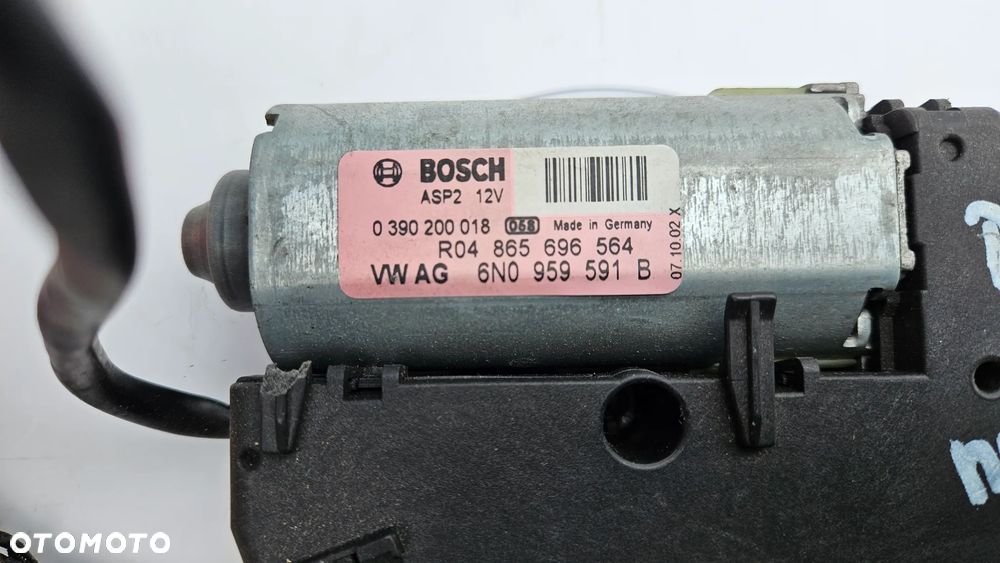 BOSCH
ASP2 12V
0 390 200 018 068 Made in Germany
R04 865 696 564
VW AG 6N0 959 591 B
07.10.02 X
OTOMOTO